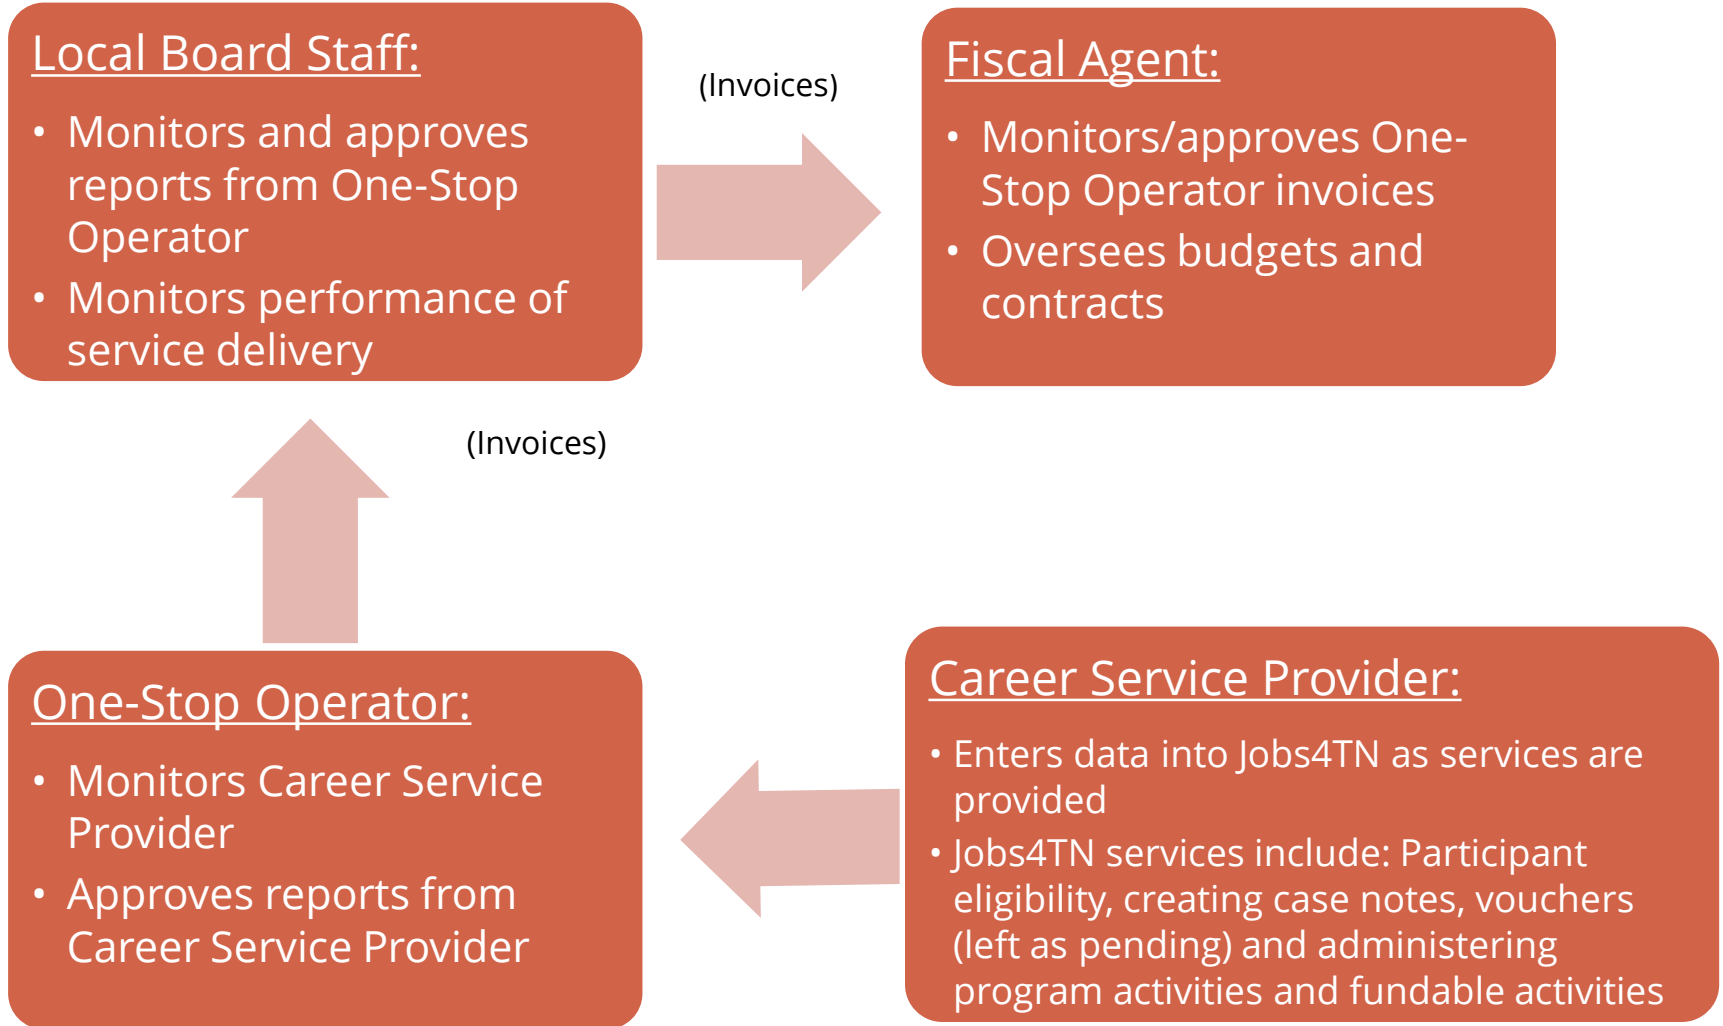 Local Board Staff:
• Monitors and approves
reports from One-Stop
Operator
• Monitors performance of
service delivery
(Invoices)
Fiscal Agent:
• Monitors/approves One-
Stop Operator invoices
• Oversees budgets and
contracts
(Invoices)
One-Stop Operator:
• Monitors Career Service
Provider
• Approves reports from
Career Service Provider
Career Service Provider:
• Enters data into Jobs4TN as services are
provided
• Jobs4TN services include: Participant
eligibility, creating case notes, vouchers
(left as pending) and administering
program activities and fundable activities